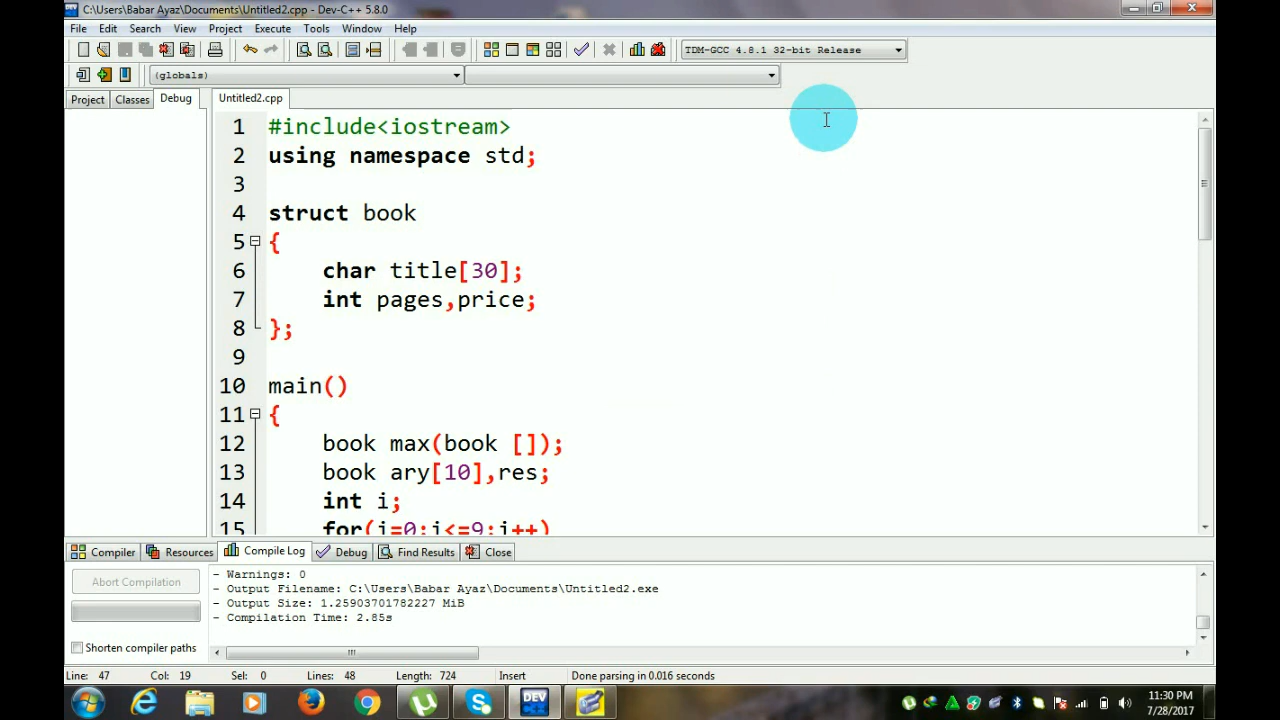 C:\Users\Babar Ayaz\Documents\Untitled2.cpp - Dev-C++ 5.8.0
File Edit Search View Project Execute Tools Window Help
TDM-GCC 4.8.1 32-bit Release
(globals)
Project Classes Debug Untitled2.cpp
1 #include<iostream>
2 using namespace std;
3
4 struct book
5 {
6 char title[30];
7 int pages,price;
8 };
9
10 main()
11 {
12 book max(book []);
13 book ary[10],res;
14 int i;
15 for(i=0;i<=9;i++)
Compiler Resources Compile Log Debug Find Results Close
Abort Compilation
- Warnings: 0
- Output Filename: C:\Users\Babar Ayaz\Documents\Untitled2.exe
- Output Size: 1.25903701782227 MiB
- Compilation Time: 2.85s
Shorten compiler paths
Line: 47 Col: 19 Sel: 0 Lines: 48 Length: 724 Insert Done parsing in 0.016 seconds
DEV
11:30 PM
7/28/2017